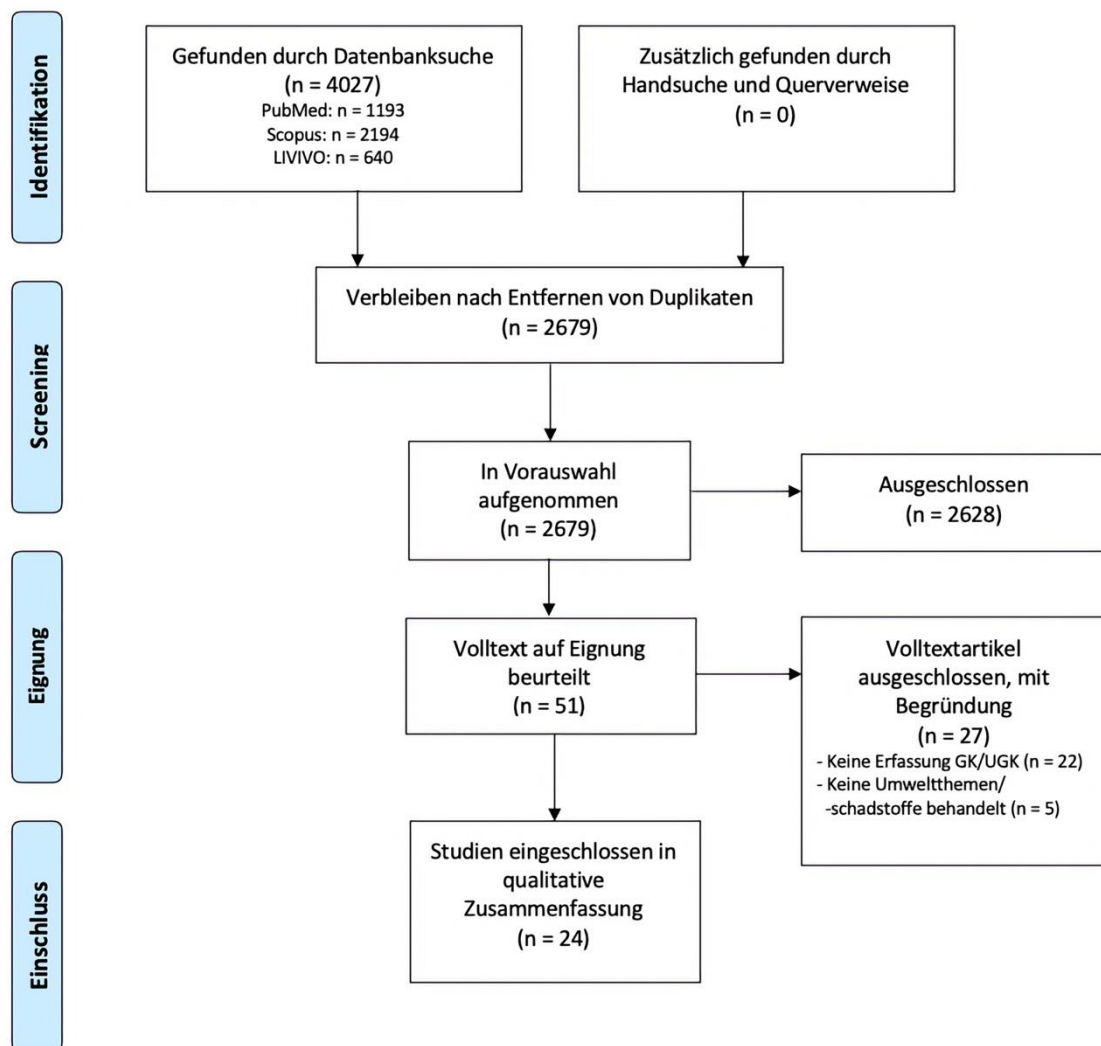 Identifikation
Gefunden durch Datenbanksuche
(n = 4027)
PubMed: n = 1193
Scopus: n = 2194
LIVIVO: n = 640
Zusätzlich gefunden durch
Handsuche und Querverweise
(n = 0)
Screening
Verbleiben nach Entfernen von Duplikaten
(n = 2679)
In Vorauswahl
aufgenommen
(n = 2679)
Ausgeschlossen
(n = 2628)
Eignung
Volltext auf Eignung
beurteilt
(n = 51)
Volltextartikel
ausgeschlossen, mit
Begründung
(n = 27)
- Keine Erfassung GK/UGK (n = 22)
- Keine Umweltthemen/
-schadstoffe behandelt (n = 5)
Einschluss
Studien eingeschlossen in
qualitative
Zusammenfassung
(n = 24)